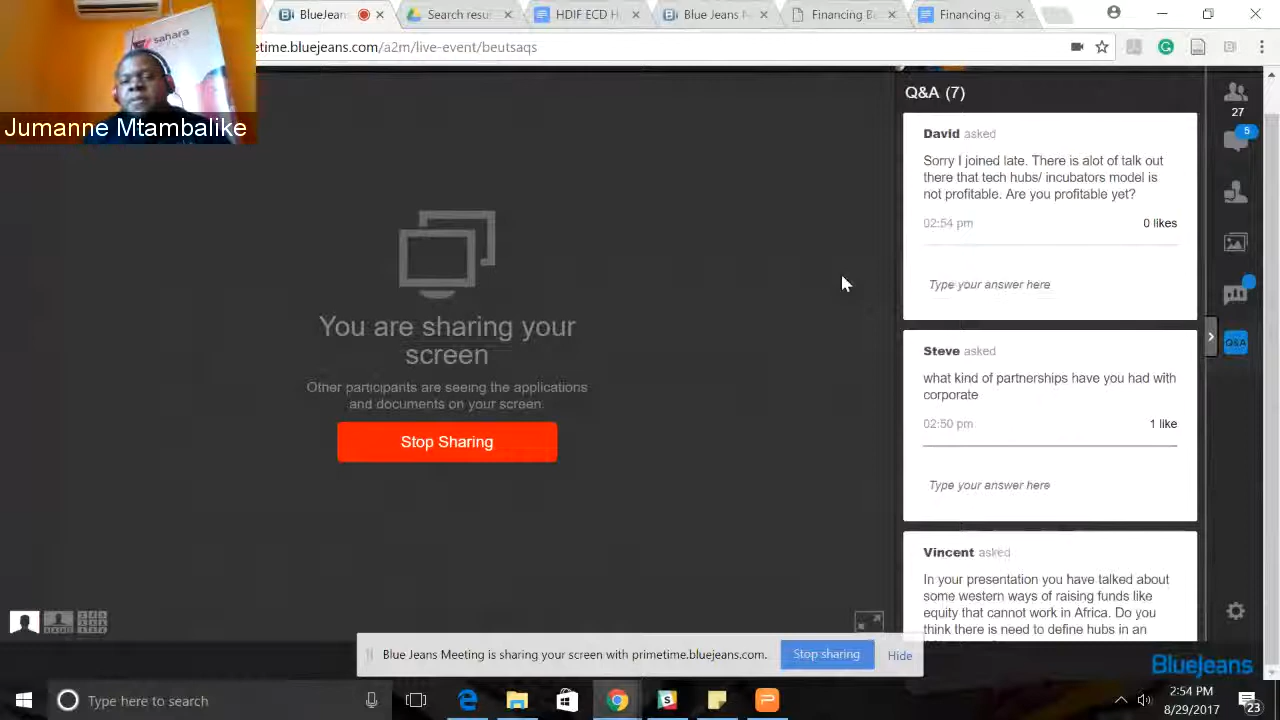 BlueJeans
Search resu
HDIF ECD H
Blue Jeans N
Financing B
Financing a
sahara
etime.bluejeans.com/a2m/live-event/beutsaqs
Jumanne Mtambalike
You are sharing your
screen
Other participants are seeing the applications
and documents on your screen.
Stop Sharing
Q&A (7)
27
5
David asked
Sorry I joined late. There is alot of talk out
there that tech hubs/ incubators model is
not profitable. Are you profitable yet?
02:54 pm 0 likes
Type your answer here
Steve asked
what kind of partnerships have you had with
corporate
02:50 pm 1 like
Type your answer here
Q&A
Vincent asked
In your presentation you have talked about
some western ways of raising funds like
equity that cannot work in Africa. Do you
think there is need to define hubs in an
Blue Jeans Meeting is sharing your screen with primetime.bluejeans.com. Stop sharing Hide
BlueJeans
Type here to search
2:54 PM
8/29/2017
23